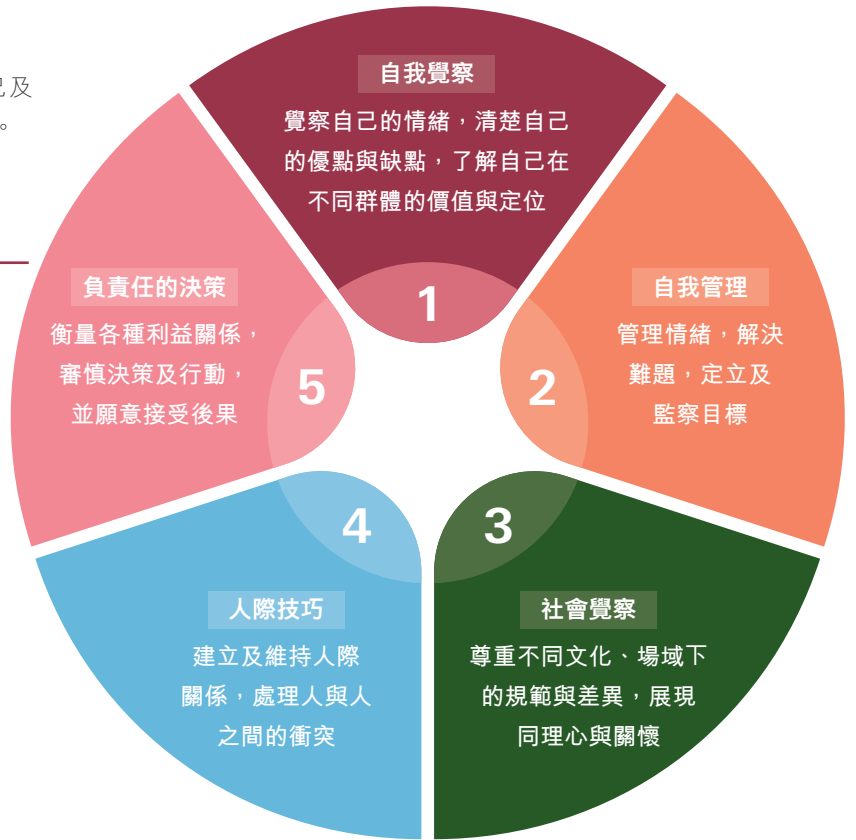 己及
。
自我覺察
覺察自己的情緒，清楚自己
的優點與缺點，了解自己在
不同群體的價值與定位
1
自我管理
管理情緒，解決
難題，定立及
監察目標
2
社會覺察
尊重不同文化、場域下
的規範與差異，展現
同理心與關懷
3
人際技巧
建立及維持人際
關係，處理人與人
之間的衝突
4
負責任的決策
衡量各種利益關係，
審慎決策及行動，
並願意接受後果
5